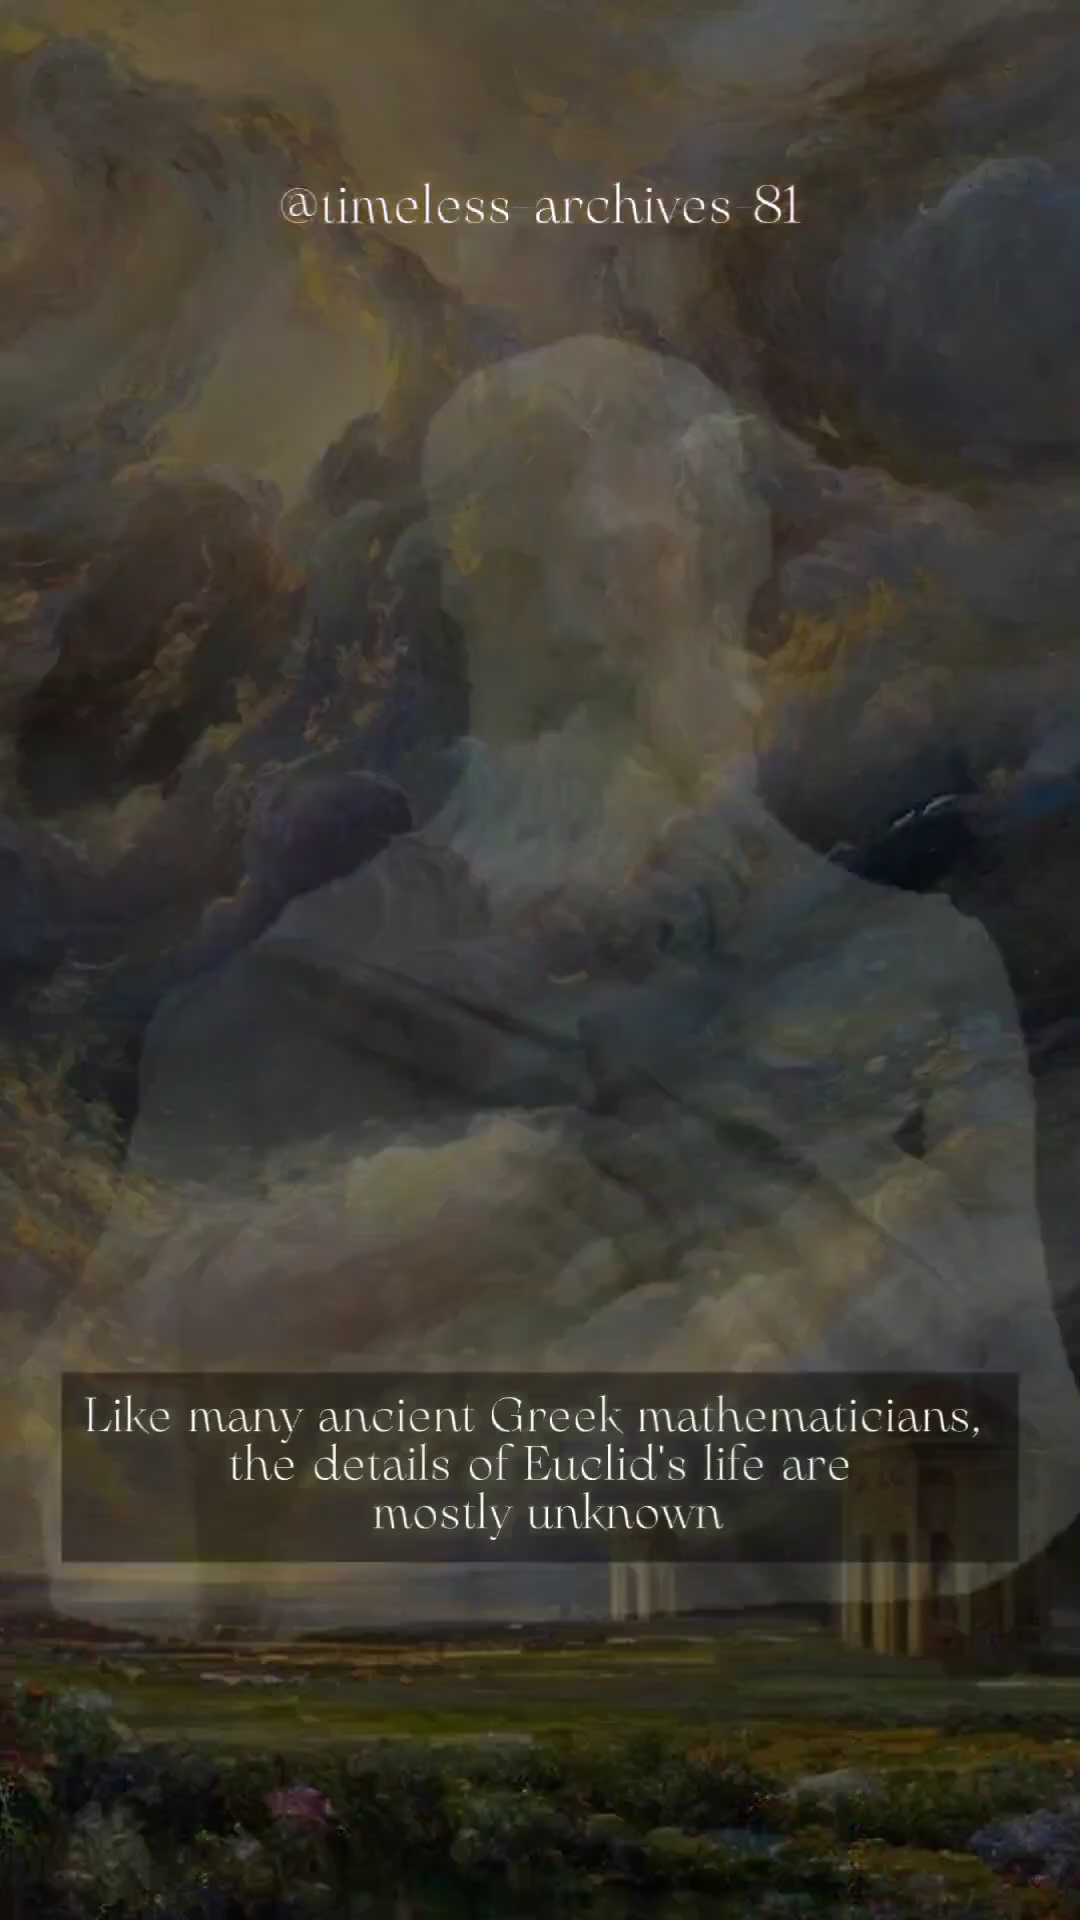 @timeless-archives-81
Like many ancient Greek mathematicians,
the details of Euclid's life are
mostly unknown